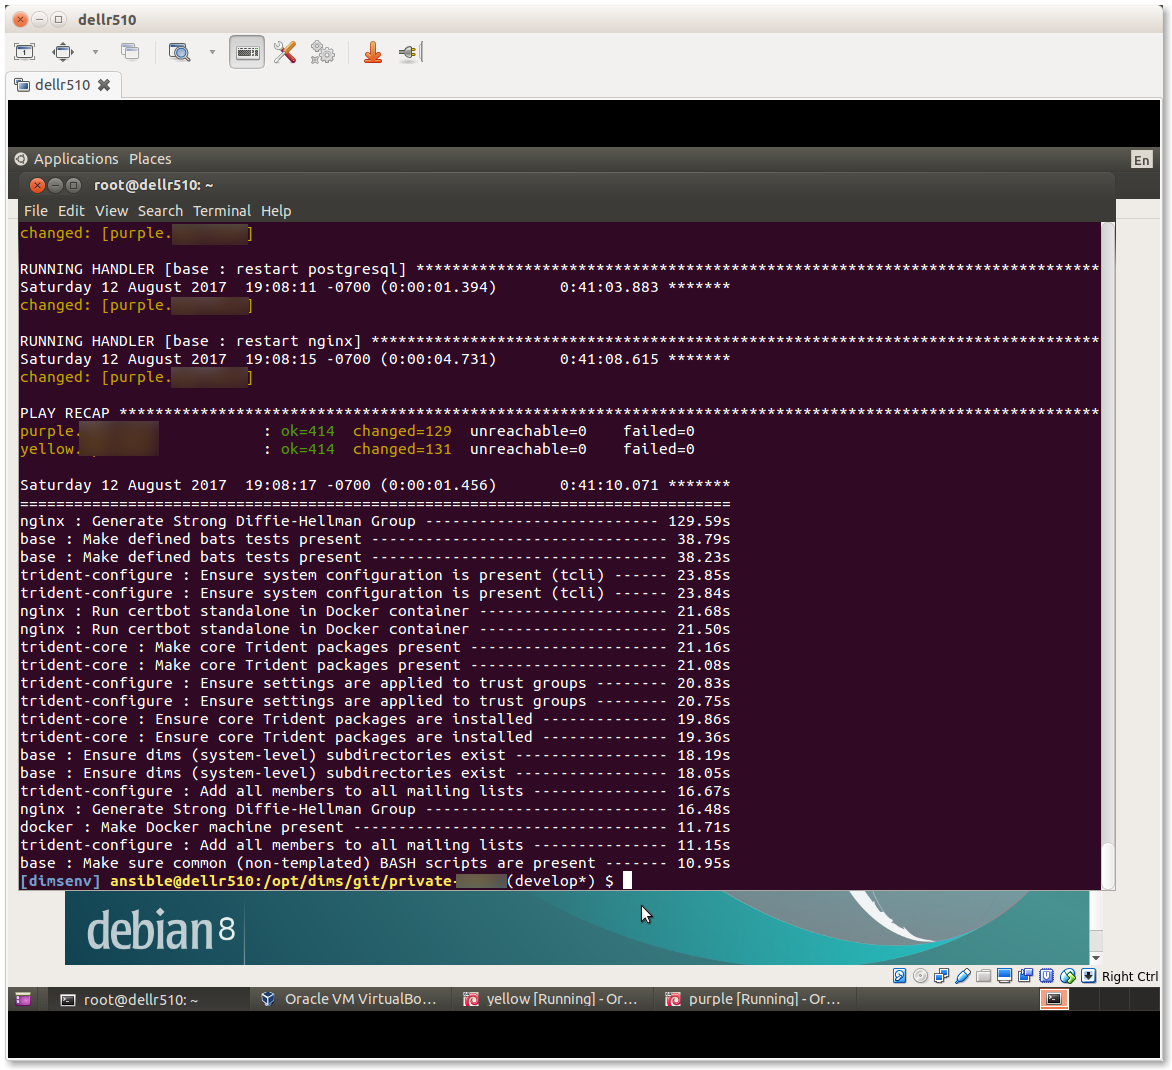 dellr510
dellr510
Applications Places En
root@dellr510: ~
File Edit View Search Terminal Help
changed: [purple. ]
RUNNING HANDLER [base : restart postgresql] ****************************************************************************
Saturday 12 August 2017  19:08:11 -0700 (0:00:01.394)       0:41:03.883 *******
changed: [purple. ]
RUNNING HANDLER [base : restart nginx] *********************************************************************************
Saturday 12 August 2017  19:08:15 -0700 (0:00:04.731)       0:41:08.615 *******
changed: [purple. ]
PLAY RECAP *************************************************************************************************************
purple.                    : ok=414  changed=129  unreachable=0    failed=0
yellow.                    : ok=414  changed=131  unreachable=0    failed=0
Saturday 12 August 2017  19:08:17 -0700 (0:00:01.456)       0:41:10.071 *******
===============================================================================
nginx : Generate Strong Diffie-Hellman Group -------------------------- 129.59s
base : Make defined bats tests present --------------------------------- 38.79s
base : Make defined bats tests present --------------------------------- 38.23s
trident-configure : Ensure system configuration is present (tcli) ------ 23.85s
trident-configure : Ensure system configuration is present (tcli) ------ 23.84s
nginx : Run certbot standalone in Docker container --------------------- 21.68s
nginx : Run certbot standalone in Docker container --------------------- 21.50s
trident-core : Make core Trident packages present ---------------------- 21.16s
trident-core : Make core Trident packages present ---------------------- 21.08s
trident-configure : Ensure settings are applied to trust groups -------- 20.83s
trident-configure : Ensure settings are applied to trust groups -------- 20.75s
trident-core : Ensure core Trident packages are installed -------------- 19.86s
trident-core : Ensure core Trident packages are installed -------------- 19.36s
base : Ensure dims (system-level) subdirectories exist ----------------- 18.19s
base : Ensure dims (system-level) subdirectories exist ----------------- 18.05s
trident-configure : Add all members to all mailing lists --------------- 16.67s
nginx : Generate Strong Diffie-Hellman Group --------------------------- 16.48s
docker : Make Docker machine present ----------------------------------- 11.71s
trident-configure : Add all members to all mailing lists --------------- 11.15s
base : Make sure common (non-templated) BASH scripts are present ------- 10.95s
[dimsenv] ansible@dellr510:/opt/dims/git/private- (develop*) $
debian 8
Right Ctrl
root@dellr510: ~ Oracle VM VirtualBo... yellow [Running] - Or... purple [Running] - Or...